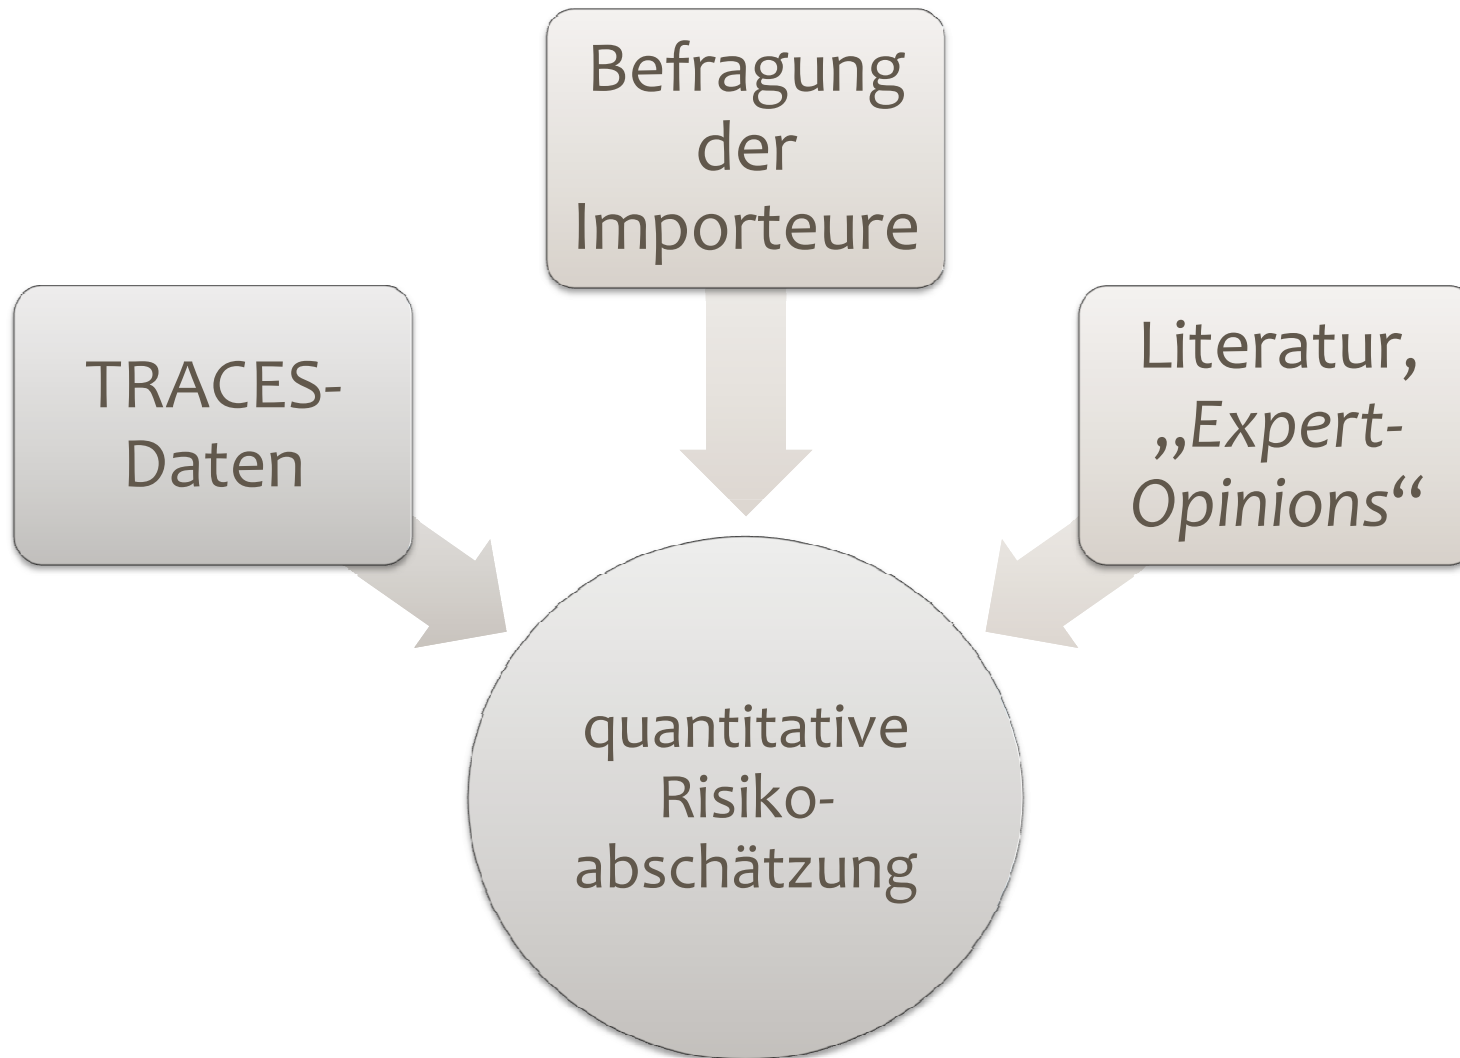 Befragung
der
Importeure
TRACES-
Daten
Literatur,
„Expert-
Opinions“
quantitative
Risiko-
abschätzung